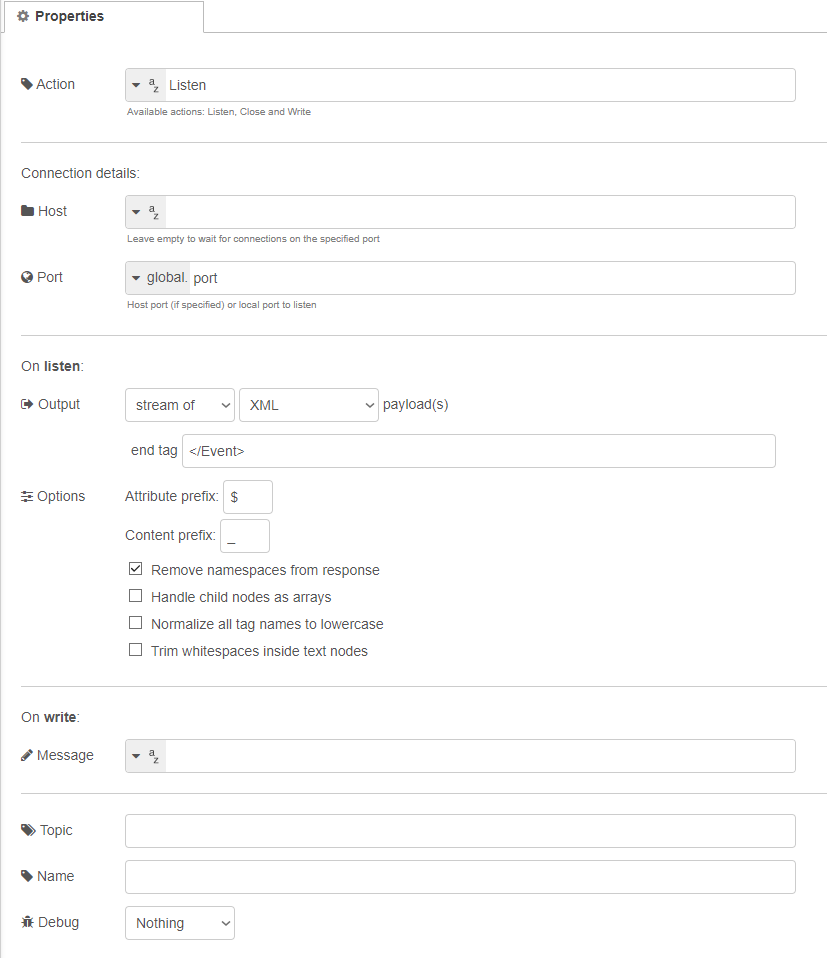 Properties
Action
az Listen
Available actions: Listen, Close and Write
Connection details:
Host
az
Leave empty to wait for connections on the specified port
Port
global. port
Host port (if specified) or local port to listen
On listen:
Output
stream of XML payload(s)
end tag </Event>
Options
Attribute prefix: $
Content prefix: _
Remove namespaces from response
Handle child nodes as arrays
Normalize all tag names to lowercase
Trim whitespaces inside text nodes
On write:
Message
az
Topic
Name
Debug
Nothing